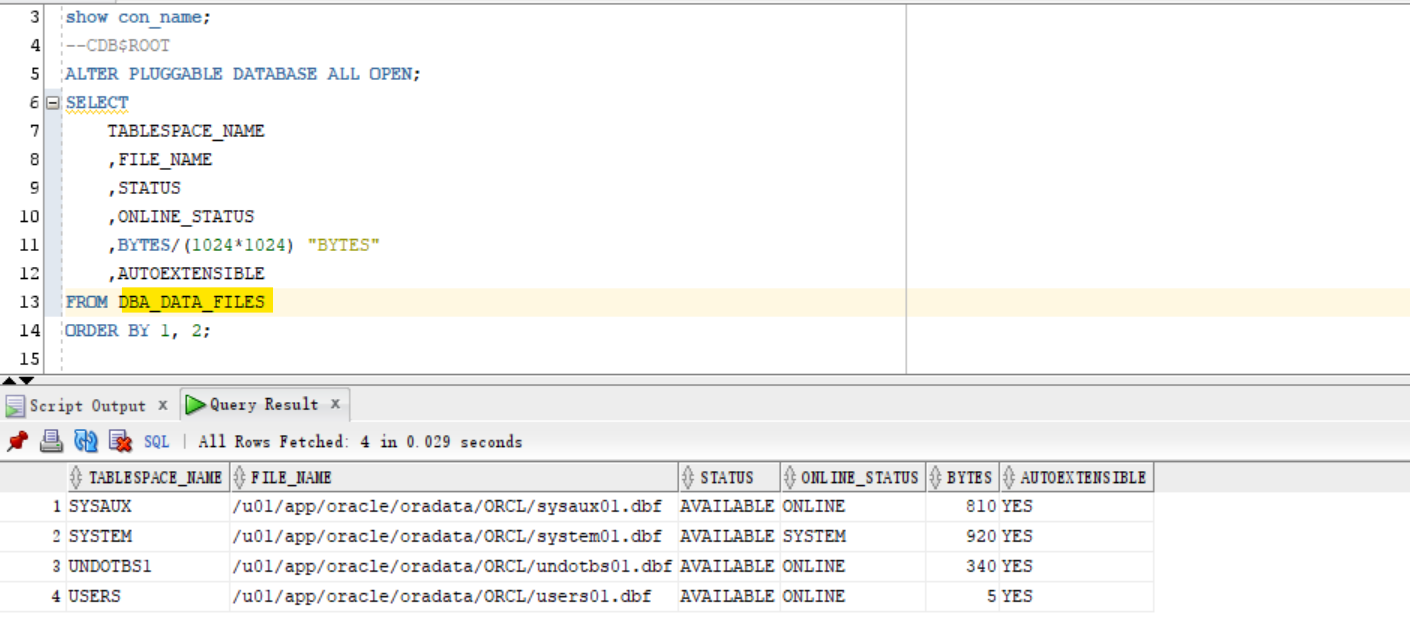 3 show con_name;
4 --CDB$ROOT
5 ALTER PLUGGABLE DATABASE ALL OPEN;
6 SELECT
7 TABLESPACE_NAME
8 ,FILE_NAME
9 ,STATUS
10 ,ONLINE_STATUS
11 ,BYTES/(1024*1024) "BYTES"
12 ,AUTOEXTENSIBLE
13 FROM DBA_DATA_FILES
14 ORDER BY 1, 2;
15
Script Output x Query Result x
SQL | All Rows Fetched: 4 in 0.029 seconds
TABLESPACE_NAME FILE_NAME STATUS ONLINE_STATUS BYTES AUTOEXTENSIBLE
1 SYSAUX /u01/app/oracle/oradata/ORCL/sysaux01.dbf AVAILABLE ONLINE 810 YES
2 SYSTEM /u01/app/oracle/oradata/ORCL/system01.dbf AVAILABLE SYSTEM 920 YES
3 UNDOTBS1 /u01/app/oracle/oradata/ORCL/undotbs01.dbf AVAILABLE ONLINE 340 YES
4 USERS /u01/app/oracle/oradata/ORCL/users01.dbf AVAILABLE ONLINE 5 YES